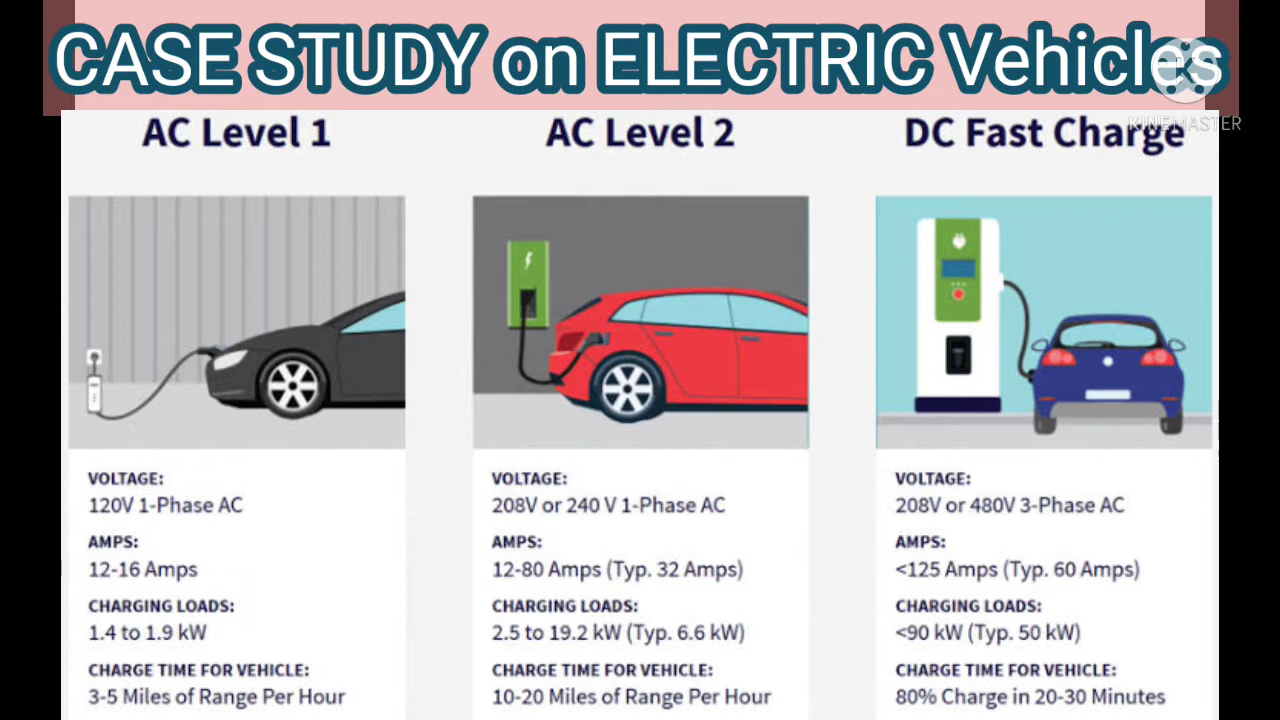 CASE STUDY on ELECTRIC Vehicles
KINEMASTER
AC Level 1
VOLTAGE:
120V 1-Phase AC
AMPS:
12-16 Amps
CHARGING LOADS:
1.4 to 1.9 kW
CHARGE TIME FOR VEHICLE:
3-5 Miles of Range Per Hour
AC Level 2
VOLTAGE:
208V or 240 V 1-Phase AC
AMPS:
12-80 Amps (Typ. 32 Amps)
CHARGING LOADS:
2.5 to 19.2 kW (Typ. 6.6 kW)
CHARGE TIME FOR VEHICLE:
10-20 Miles of Range Per Hour
DC Fast Charge
VOLTAGE:
208V or 480V 3-Phase AC
AMPS:
<125 Amps (Typ. 60 Amps)
CHARGING LOADS:
<90 kW (Typ. 50 kW)
CHARGE TIME FOR VEHICLE:
80% Charge in 20-30 Minutes